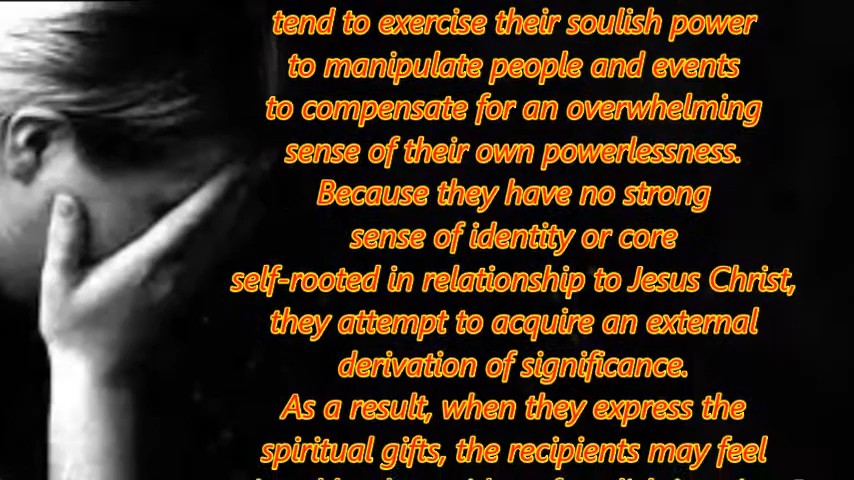 tend to exercise their soulish power
to manipulate people and events
to compensate for an overwhelming
sense of their own powerlessness.
Because they have no strong
sense of identity or core
self-rooted in relationship to Jesus Christ,
they attempt to acquire an external
derivation of significance.
As a result, when they express the
spiritual gifts, the recipients may feel